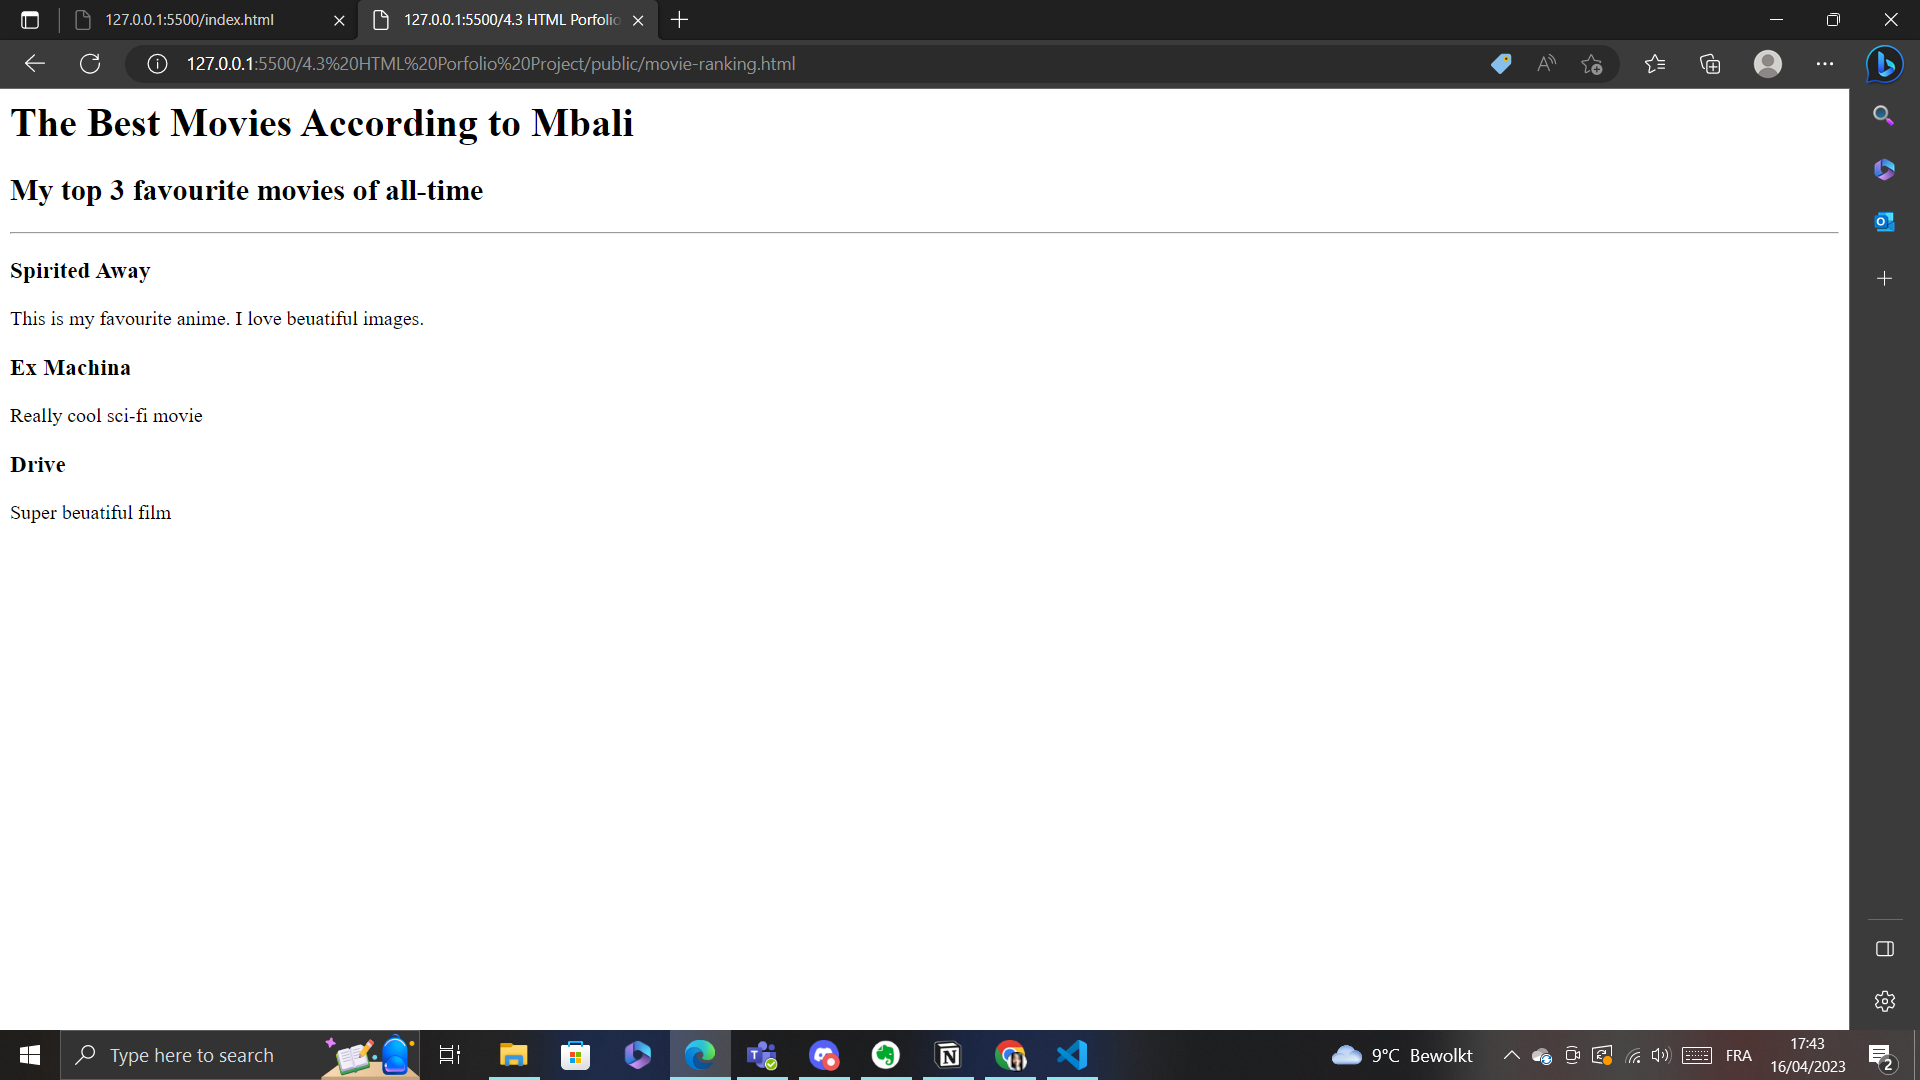 127.0.0.1:5500/index.html
127.0.0.1:5500/4.3 HTML Porfolio
127.0.0.1:5500/4.3%20HTML%20Porfolio%20Project/public/movie-ranking.html
The Best Movies According to Mbali
My top 3 favourite movies of all-time
Spirited Away
This is my favourite anime. I love beuatiful images.
Ex Machina
Really cool sci-fi movie
Drive
Super beuatiful film
Type here to search
9°C Bewolkt
FRA
17:43
16/04/2023
2